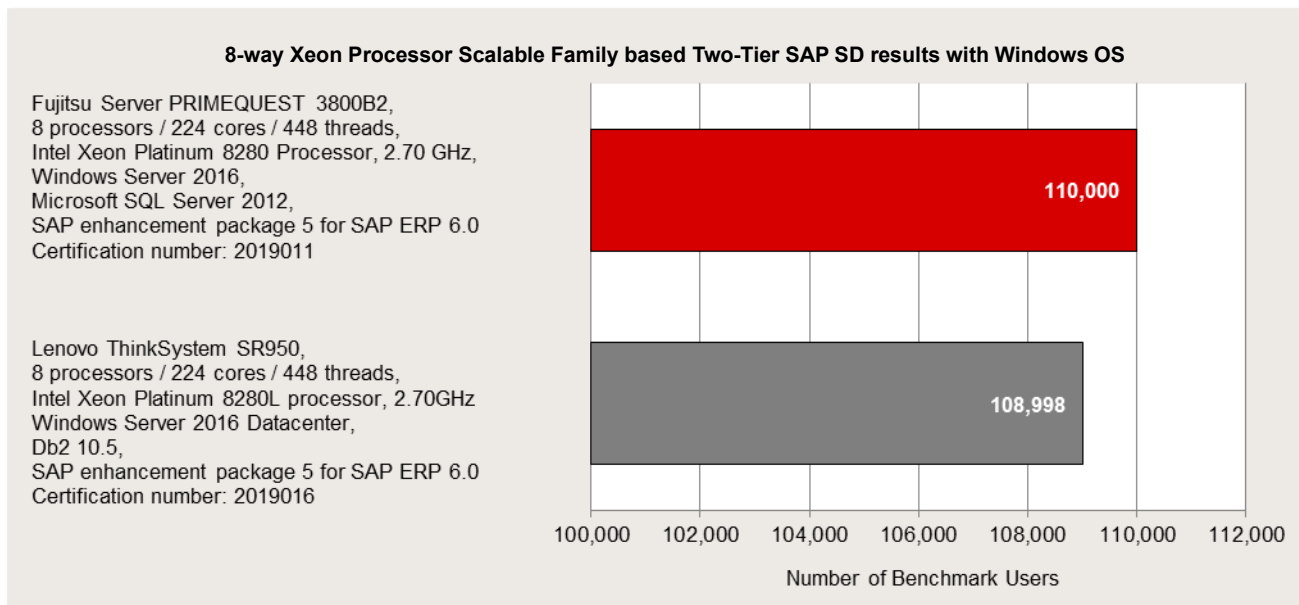 8-way Xeon Processor Scalable Family based Two-Tier SAP SD results with Windows OS
Fujitsu Server PRIMEQUEST 3800B2,
8 processors / 224 cores / 448 threads,
Intel Xeon Platinum 8280 Processor, 2.70 GHz,
Windows Server 2016,
Microsoft SQL Server 2012,
SAP enhancement package 5 for SAP ERP 6.0
Certification number: 2019011
110,000
Lenovo ThinkSystem SR950,
8 processors / 224 cores / 448 threads,
Intel Xeon Platinum 8280L processor, 2.70GHz
Windows Server 2016 Datacenter,
Db2 10.5,
SAP enhancement package 5 for SAP ERP 6.0
Certification number: 2019016
108,998
100,000 102,000 104,000 106,000 108,000 110,000 112,000
Number of Benchmark Users